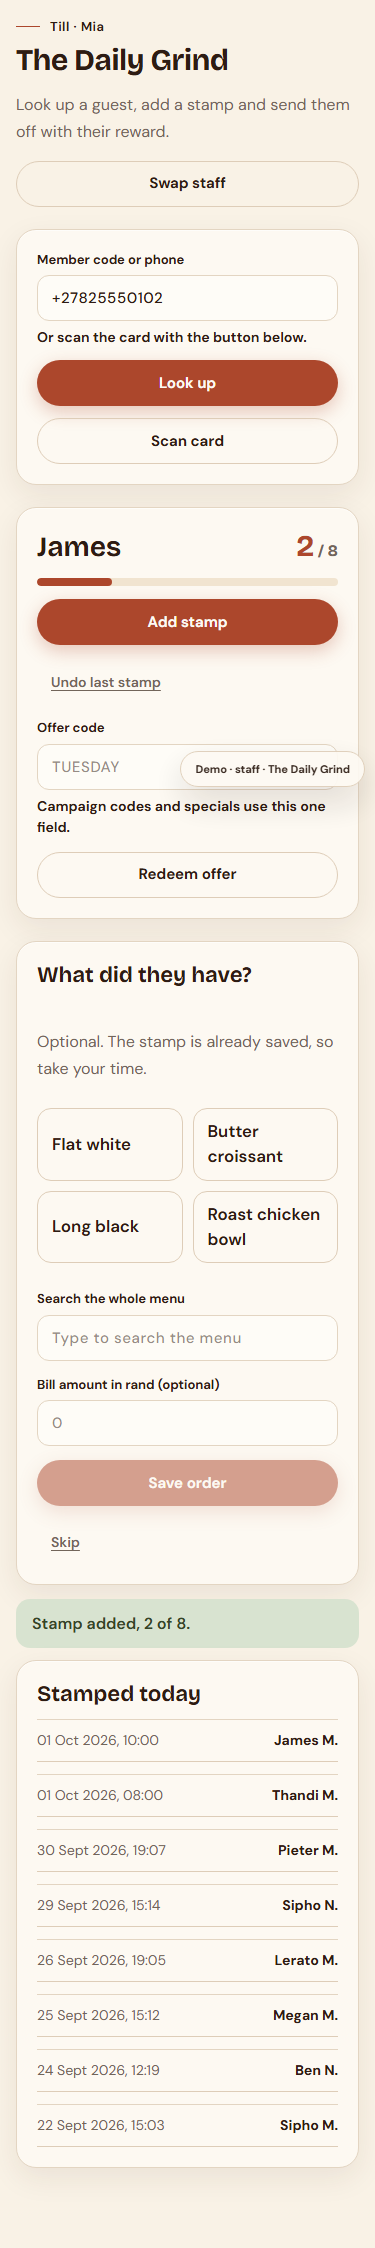 Till · Mia
The Daily Grind
Look up a guest, add a stamp and send them
off with their reward.
Swap staff
Member code or phone
+27825550102
Or scan the card with the button below.
Look up
Scan card
James
2 / 8
Add stamp
Undo last stamp
Offer code
TUESDAY
Demo · staff · The Daily Grind
Campaign codes and specials use this one
field.
Redeem offer
What did they have?
Optional. The stamp is already saved, so
take your time.
Flat white
Butter
croissant
Long black
Roast chicken
bowl
Search the whole menu
Type to search the menu
Bill amount in rand (optional)
0
Save order
Skip
Stamp added, 2 of 8.
Stamped today
01 Oct 2026, 10:00 James M.
01 Oct 2026, 08:00 Thandi M.
30 Sept 2026, 19:07 Pieter M.
29 Sept 2026, 15:14 Sipho N.
26 Sept 2026, 19:05 Lerato M.
25 Sept 2026, 15:12 Megan M.
24 Sept 2026, 12:19 Ben N.
22 Sept 2026, 15:03 Sipho M.